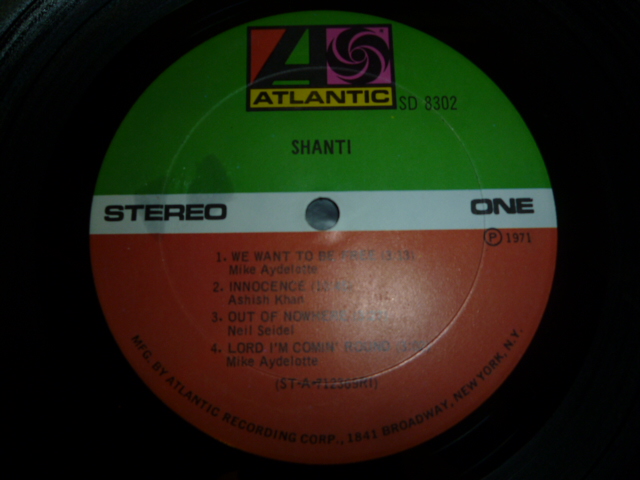 ATLANTIC
SD 8302
SHANTI
STEREO
ONE
℗ 1971
1. WE WANT TO BE
Mike Aydelotte
2. INNOCENCE
Ashish Khan
3. OUT OF
Neil Seidel
4. LORD I'M COMIN'
Mike Aydelotte
MFG. BY ATLANTIC RECORDING CORP., 1841 BROADWAY, NEW YORK, N.Y.